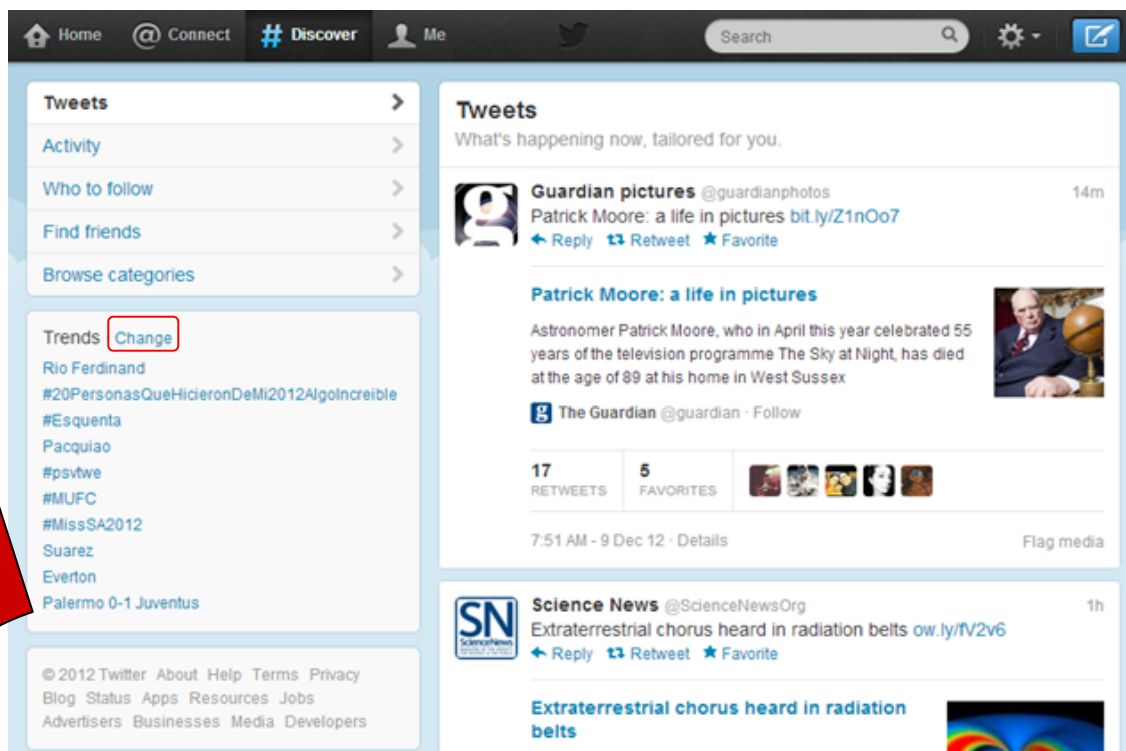 Home @ Connect # Discover Me Search
Tweets
Activity
Who to follow
Find friends
Browse categories
Trends Change
Rio Ferdinand
#20PersonasQueHicieronDeMi2012AlgoIncreible
#Esquenta
Pacquiao
#psvtwe
#MUFC
#MissSA2012
Suarez
Everton
Palermo 0-1 Juventus
© 2012 Twitter About Help Terms Privacy
Blog Status Apps Resources Jobs
Advertisers Businesses Media Developers
Tweets
What's happening now, tailored for you.
g
Guardian pictures @guardianphotos 14m
Patrick Moore: a life in pictures bit.ly/Z1nOo7
Reply Retweet Favorite
Patrick Moore: a life in pictures
Astronomer Patrick Moore, who in April this year celebrated 55
years of the television programme The Sky at Night, has died
at the age of 89 at his home in West Sussex
g The Guardian @guardian · Follow
17 5
RETWEETS FAVORITES
7:51 AM - 9 Dec 12 · Details Flag media
SN
ScienceNews
Science News @ScienceNewsOrg 1h
Extraterrestrial chorus heard in radiation belts ow.ly/fV2v6
Reply Retweet Favorite
Extraterrestrial chorus heard in radiation
belts